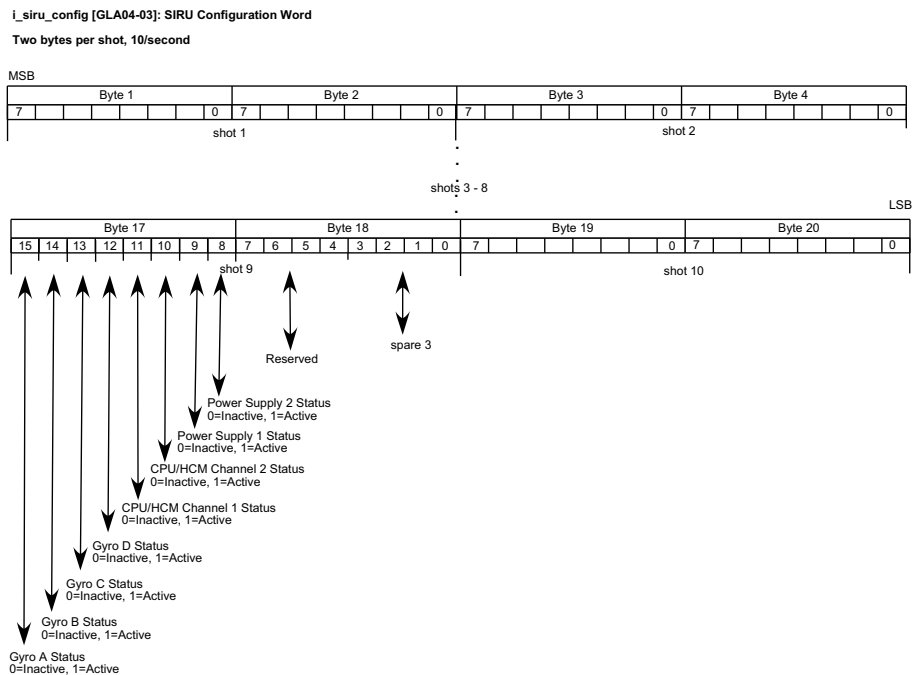 i_siru_config [GLA04-03]: SIRU Configuration Word
Two bytes per shot, 10/second
MSB
Byte 1 Byte 2 Byte 3 Byte 4
7 0 7 0 7 0 7 0
shot 1 shot 2
shots 3 - 8
LSB
Byte 17 Byte 18 Byte 19 Byte 20
15 14 13 12 11 10 9 8 7 6 5 4 3 2 1 0 7 0 7 0
shot 9 shot 10
spare 3
Reserved
Power Supply 2 Status
0=Inactive, 1=Active
Power Supply 1 Status
0=Inactive, 1=Active
CPU/HCM Channel 2 Status
0=Inactive, 1=Active
CPU/HCM Channel 1 Status
0=Inactive, 1=Active
Gyro D Status
0=Inactive, 1=Active
Gyro C Status
0=Inactive, 1=Active
Gyro B Status
0=Inactive, 1=Active
Gyro A Status
0=Inactive, 1=Active